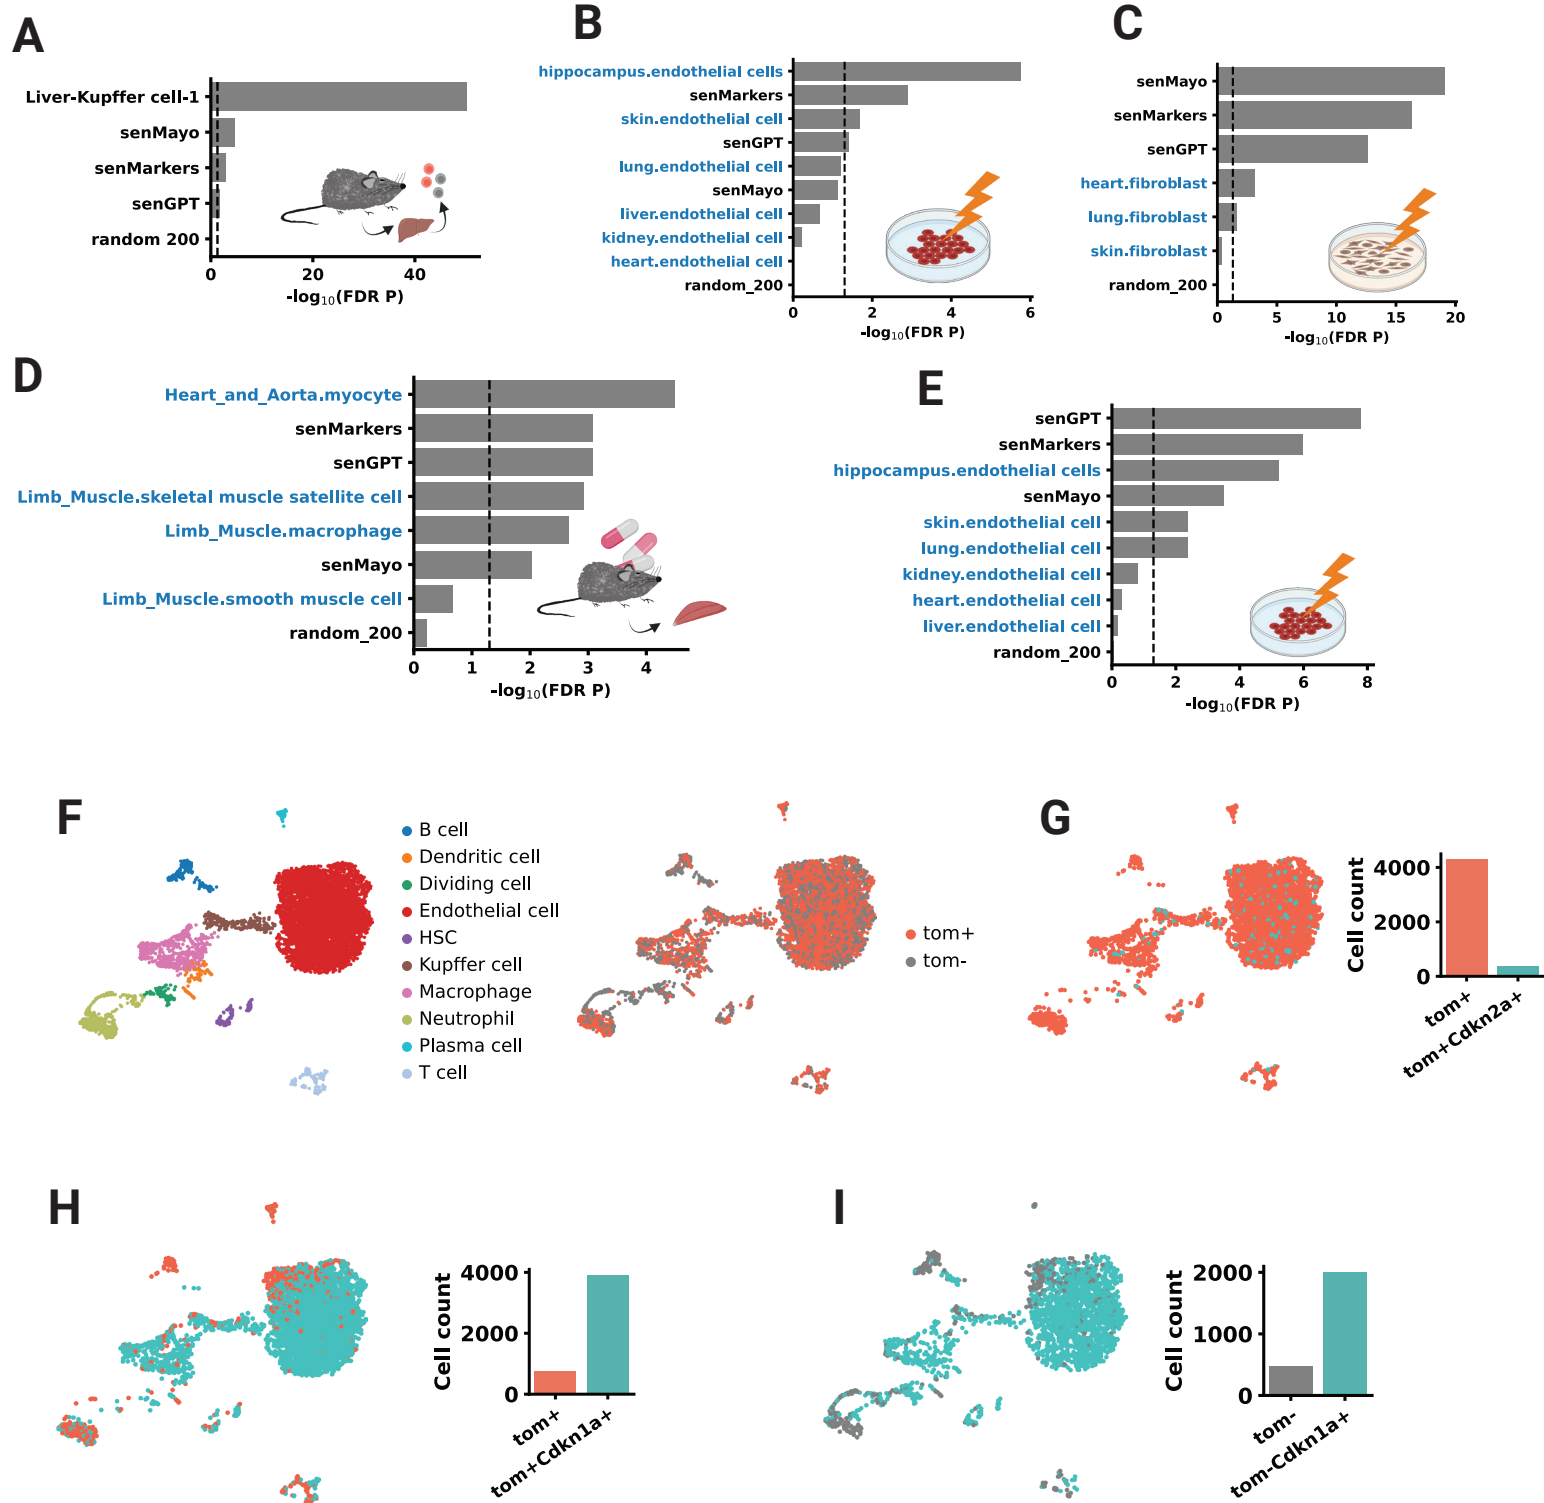 A
Liver-Kupffer cell-1
senMayo
senMarkers
senGPT
random 200
0 20 40
-log₁₀(FDR P)
B
hippocampus.endothelial cells
senMarkers
skin.endothelial cell
senGPT
lung.endothelial cell
senMayo
liver.endothelial cell
kidney.endothelial cell
heart.endothelial cell
random_200
0 2 4 6
-log₁₀(FDR P)
C
senMayo
senMarkers
senGPT
heart.fibroblast
lung.fibroblast
skin.fibroblast
random_200
0 5 10 15 20
-log₁₀(FDR P)
D
Heart_and_Aorta.myocyte
senMarkers
senGPT
Limb_Muscle.skeletal muscle satellite cell
Limb_Muscle.macrophage
senMayo
Limb_Muscle.smooth muscle cell
random_200
0 1 2 3 4
-log₁₀(FDR P)
E
senGPT
senMarkers
hippocampus.endothelial cells
senMayo
skin.endothelial cell
lung.endothelial cell
kidney.endothelial cell
heart.endothelial cell
liver.endothelial cell
random_200
0 2 4 6 8
-log₁₀(FDR P)
F
B cell
Dendritic cell
Dividing cell
Endothelial cell
HSC
Kupffer cell
Macrophage
Neutrophil
Plasma cell
T cell
tom+
tom-
G
Cell count
4000
2000
0
tom+
tom+Cdkn2a+
H
Cell count
4000
2000
0
tom+
tom+Cdkn1a+
I
Cell count
2000
1000
0
tom-
tom-Cdkn1a+